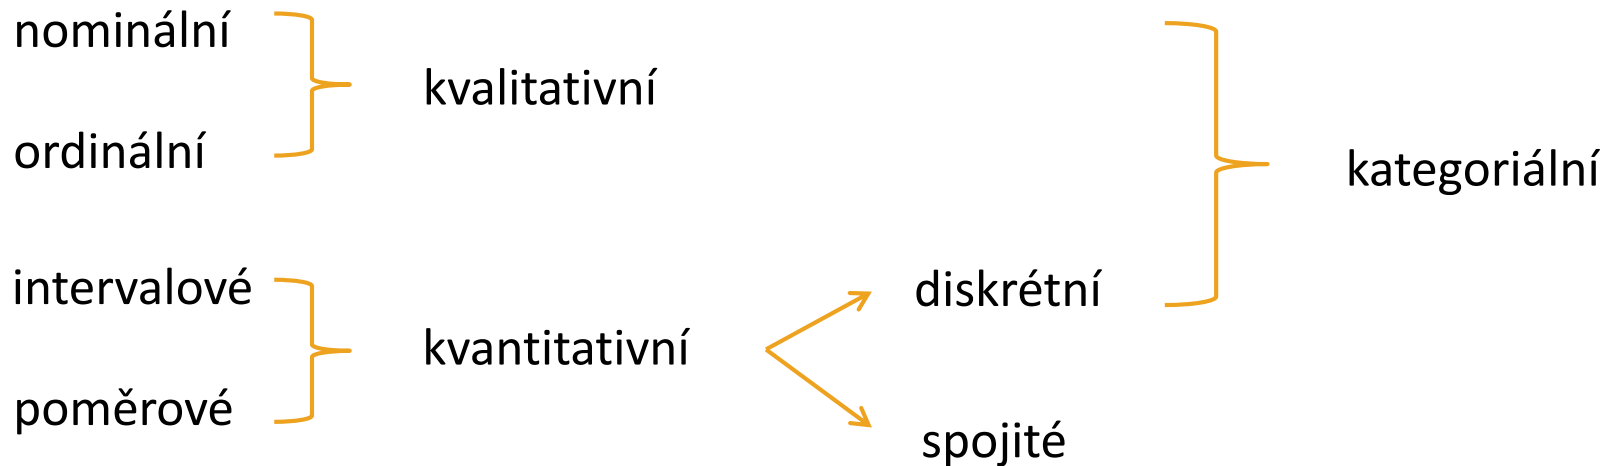 nominální
kvalitativní
ordinální
kategoriální
intervalové
diskrétní
kvantitativní
poměrové
spojité